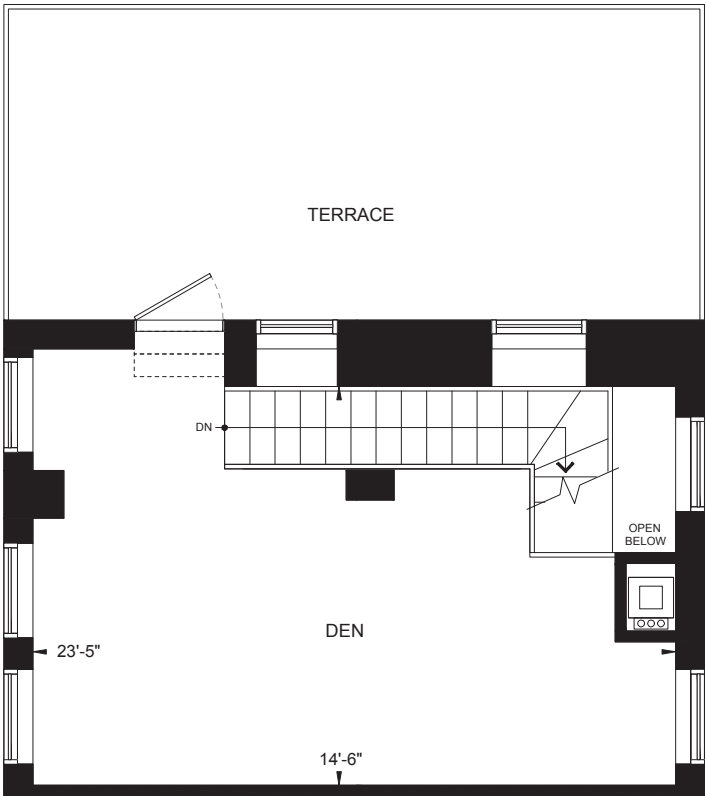 TERRACE
DN
OPEN
BELOW
DEN
23'-5"
14'-6"